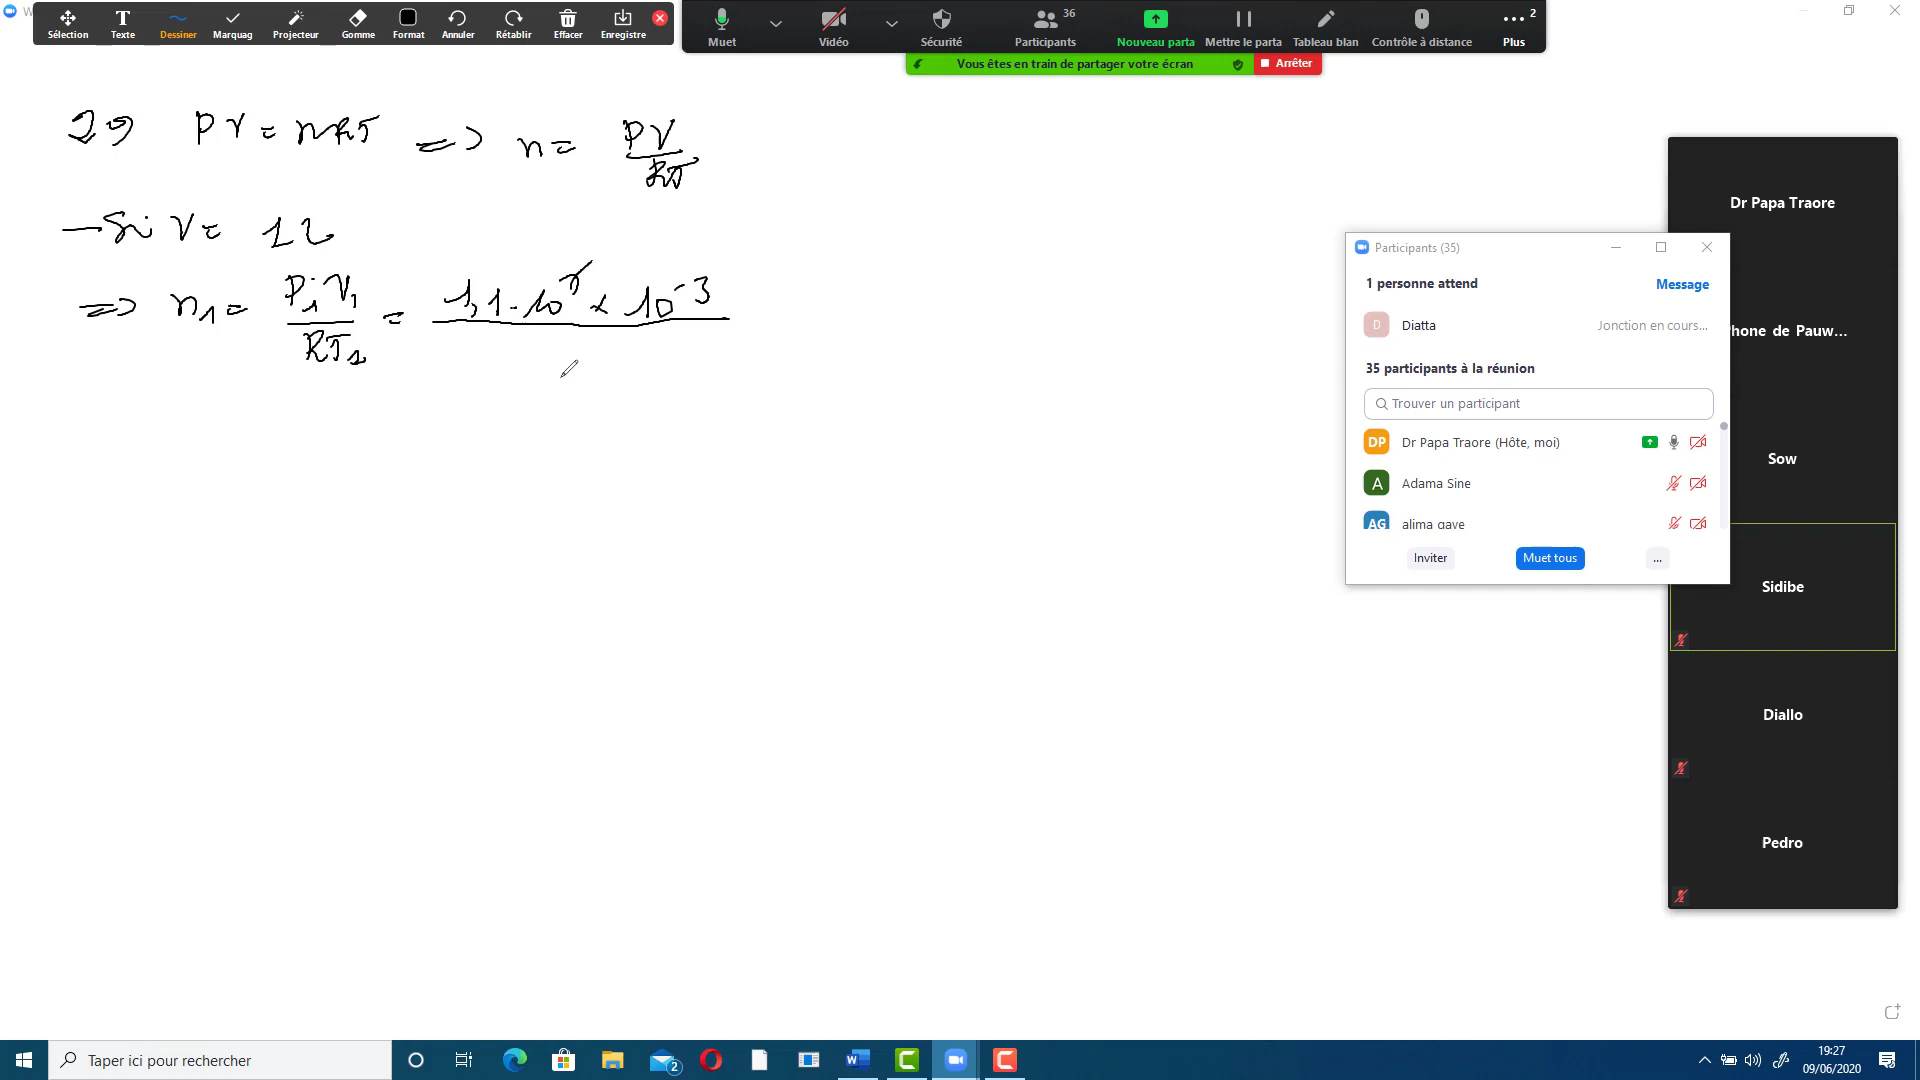 Sélection Texte Dessiner Marquag Projecteur Gomme Format Annuler Rétablir Effacer Enregistre
Muet Vidéo Sécurité Participants 36 Nouveau parta Mettre le parta Tableau blan Contrôle à distance Plus 2
Vous êtes en train de partager votre écran Arrêter
2°) PV = nRT => n = PV/RT
- Si V = 1L
=> n1 = P1V1/RT1 = 1,1.10^5 x 10^-3
Participants (35)
1 personne attend Message
D Diatta Jonction en cours...
35 participants à la réunion
Trouver un participant
DP Dr Papa Traore (Hôte, moi)
A Adama Sine
AG alima gaye
Inviter Muet tous ...
Dr Papa Traore
hone de Pauw...
Sow
Sidibe
Diallo
Pedro
Taper ici pour rechercher
2
19:27
09/06/2020